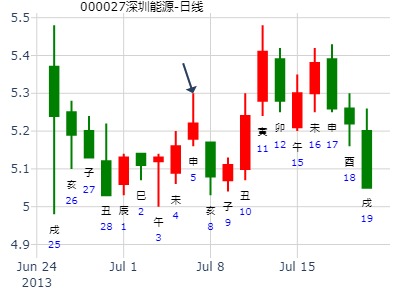 000027深圳能源-日线
5.5
5.4
5.3
5.2
5.1
5
4.9
戌
25
亥
26
子
27
丑
28
辰
1
巳
2
午
3
未
4
申
5
亥
8
子
9
丑
10
寅
11
卯
12
午
15
未
16
申
17
酉
18
戌
19
Jun 24
2013
Jul 1
Jul 8
Jul 15